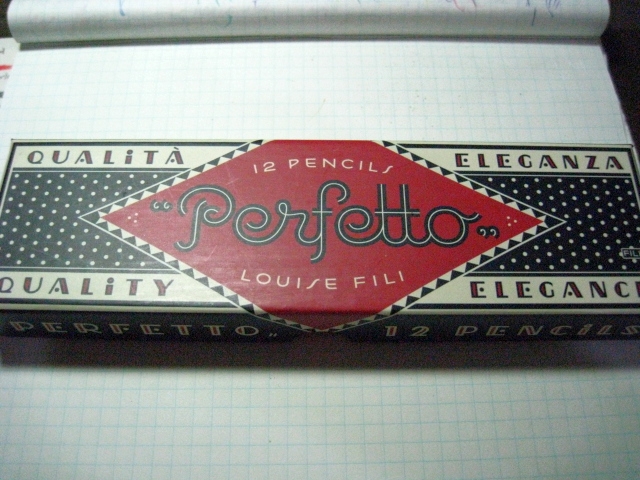 QUALiTÀ
12 PENCILS
ELEGANZA
"Perfetto"
LOUISE FILI
QUALiTY
ELEGANCE
PERFETTO"
12 PENCiLS